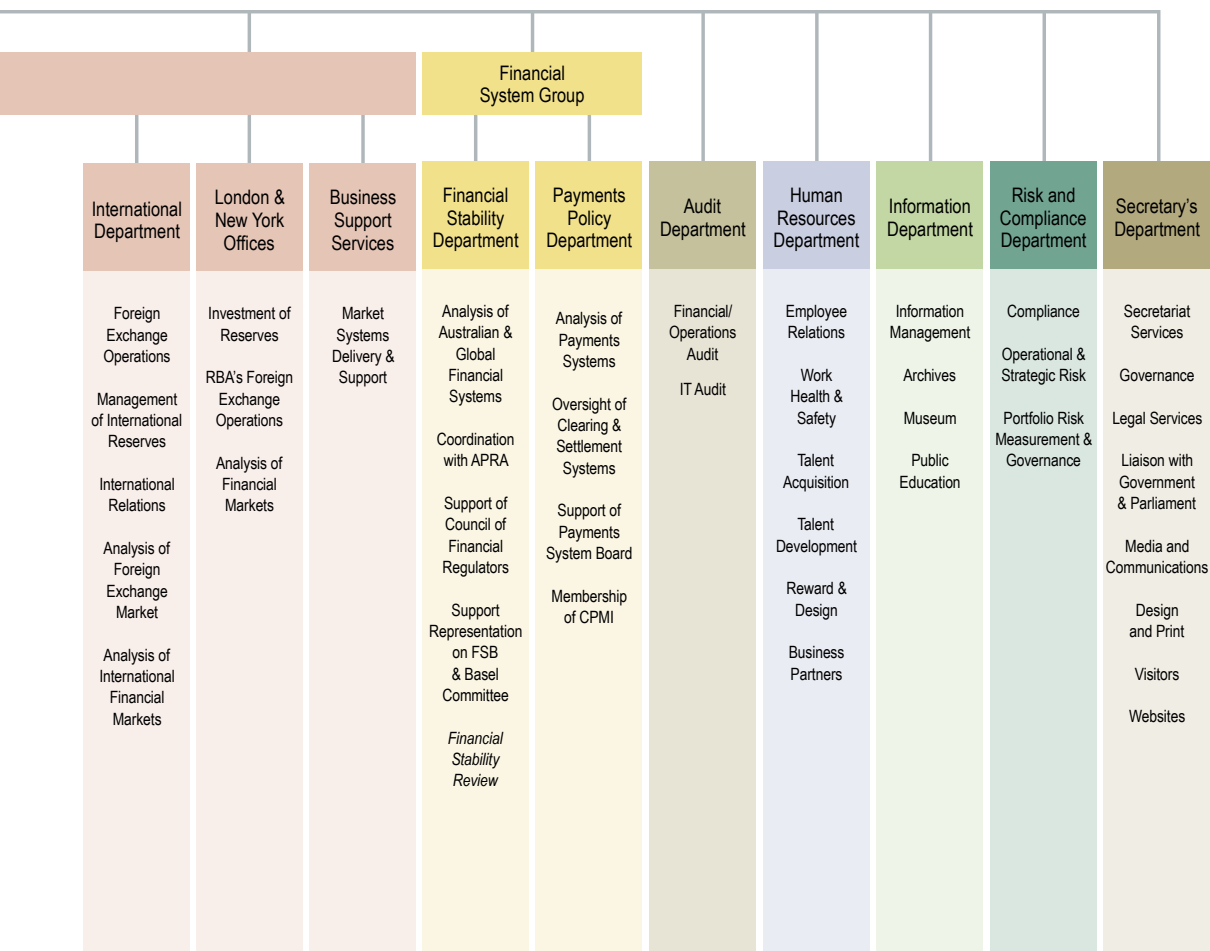 Financial
System Group
International
Department
London &
New York
Offices
Business
Support
Services
Financial
Stability
Department
Payments
Policy
Department
Audit
Department
Human
Resources
Department
Information
Department
Risk and
Compliance
Department
Secretary's
Department
Foreign
Exchange
Operations
Management
of International
Reserves
International
Relations
Analysis of
Foreign
Exchange
Market
Analysis of
International
Financial
Markets
Investment of
Reserves
RBA's Foreign
Exchange
Operations
Analysis of
Financial
Markets
Market
Systems
Delivery &
Support
Analysis of
Australian &
Global
Financial
Systems
Coordination
with APRA
Support of
Council of
Financial
Regulators
Support
Representation
on FSB
& Basel
Committee
Financial
Stability
Review
Analysis of
Payments
Systems
Oversight of
Clearing &
Settlement
Systems
Support of
Payments
System Board
Membership
of CPMI
Financial/
Operations
Audit
IT Audit
Employee
Relations
Work
Health &
Safety
Talent
Acquisition
Talent
Development
Reward &
Design
Business
Partners
Information
Management
Archives
Museum
Public
Education
Compliance
Operational &
Strategic Risk
Portfolio Risk
Measurement &
Governance
Secretariat
Services
Governance
Legal Services
Liaison with
Government
& Parliament
Media and
Communications
Design
and Print
Visitors
Websites